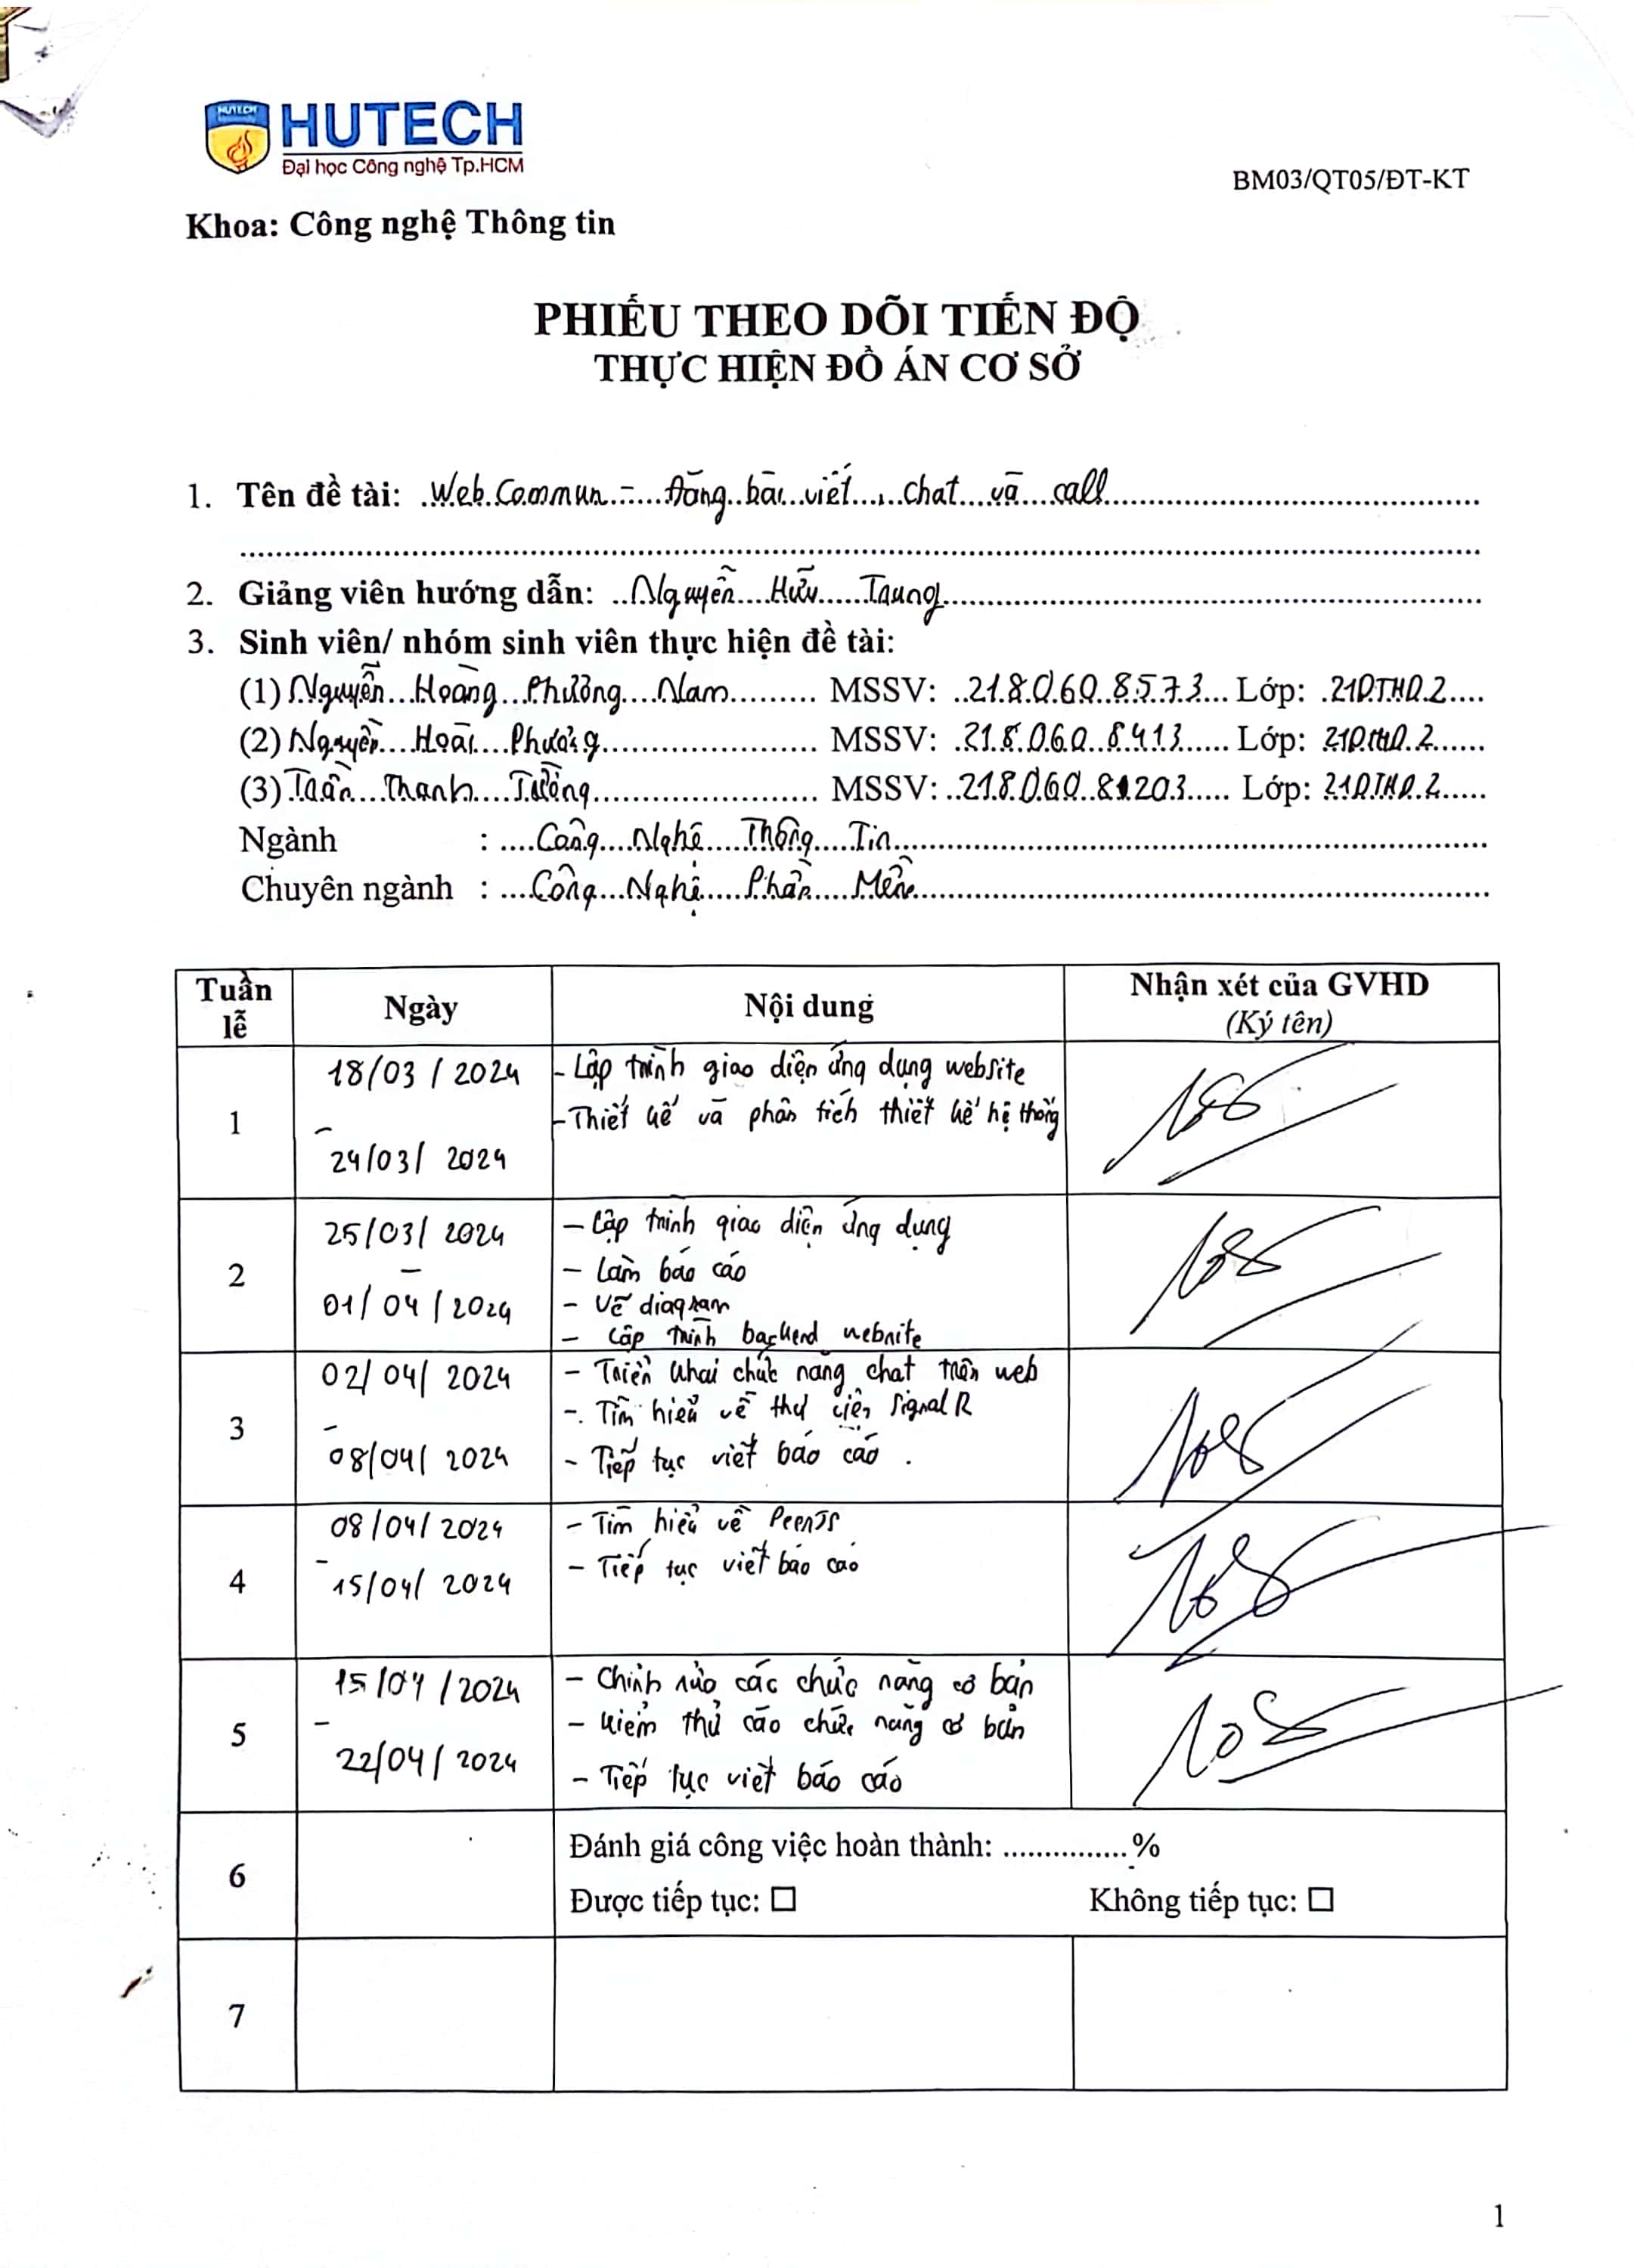 HUTECH
HUTECH
Đại học Công nghệ Tp.HCM
BM03/QT05/ĐT-KT
Khoa: Công nghệ Thông tin
PHIẾU THEO DÕI TIẾN ĐỘ
THỰC HIỆN ĐỒ ÁN CƠ SỞ
1. Tên đề tài: Web Commun - Đăng bài viết, chat và call
2. Giảng viên hướng dẫn: Nguyễn Hữu Trung
3. Sinh viên/ nhóm sinh viên thực hiện đề tài:
(1) Nguyễn Hoàng Phương Nam MSSV: 2180608573 Lớp: 21DTHD2
(2) Nguyễn Hoài Phương MSSV: 2180608413 Lớp: 21DTHD2
(3) Trần Thanh Tường MSSV: 21806081203 Lớp: 21DTHD2
Ngành : Công Nghệ Thông Tin
Chuyên ngành : Công Nghệ Phần Mềm
Tuần lễ Ngày Nội dung Nhận xét của GVHD (Ký tên)
1 18/03/2024 - 24/03/2024
- Lập trình giao diện ứng dụng website
- Thiết kế và phân tích thiết kế hệ thống
2 25/03/2024 - 01/04/2024
- Lập trình giao diện ứng dụng
- Làm báo cáo
- Vẽ diagram
- Lập trình backend website
3 02/04/2024 - 08/04/2024
- Triển khai chức năng chat trên web
- Tìm hiểu về thư viện SignalR
- Tiếp tục viết báo cáo.
4 08/04/2024 - 15/04/2024
- Tìm hiểu về PeerJS
- Tiếp tục viết báo cáo
5 15/04/2024 - 22/04/2024
- Chỉnh sửa các chức năng cơ bản
- Kiểm thử các chức năng cơ bản
- Tiếp tục viết báo cáo
6 Đánh giá công việc hoàn thành: ...............%
Được tiếp tục: ☐ Không tiếp tục: ☐
7
1